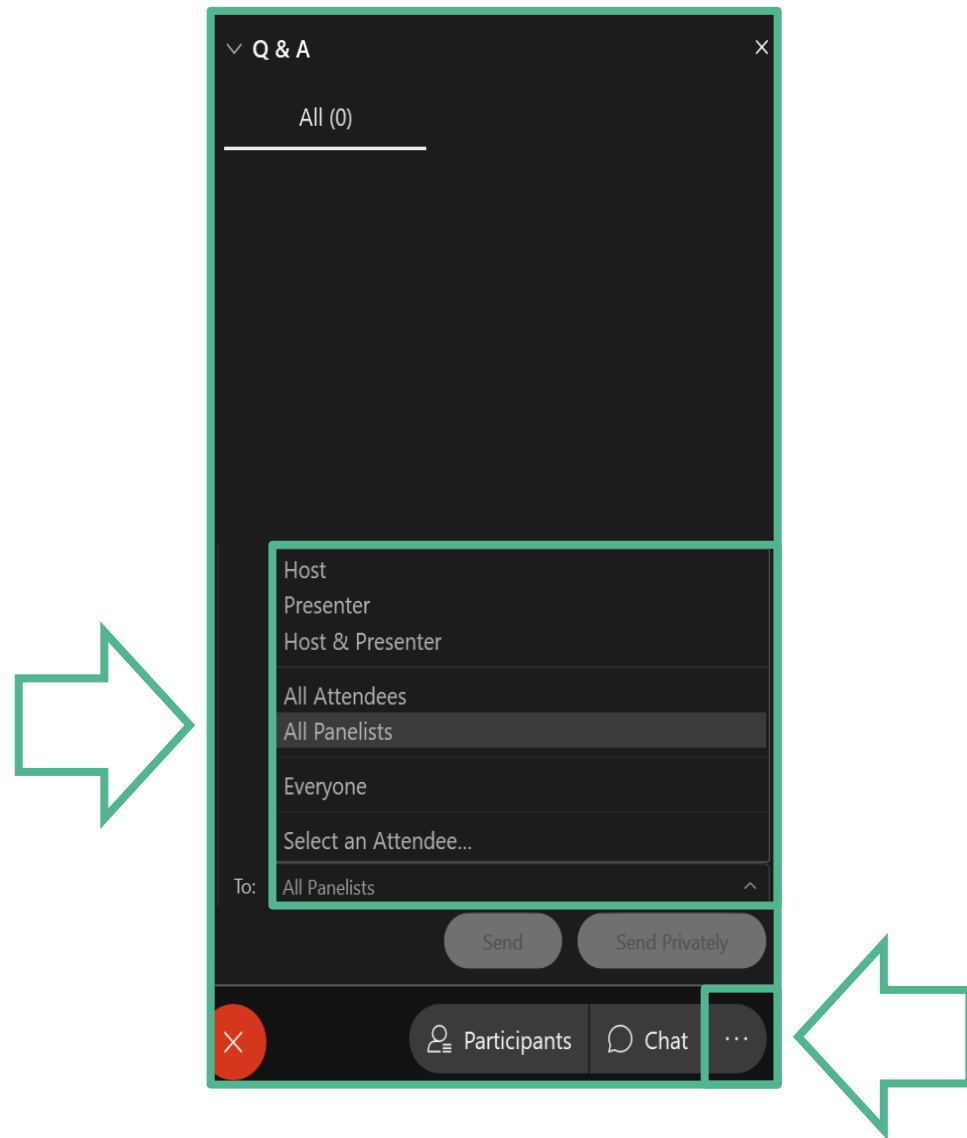 Q & A
All (0)
Host
Presenter
Host & Presenter
All Attendees
All Panelists
Everyone
Select an Attendee...
To: All Panelists
Send Send Privately
Participants Chat ...